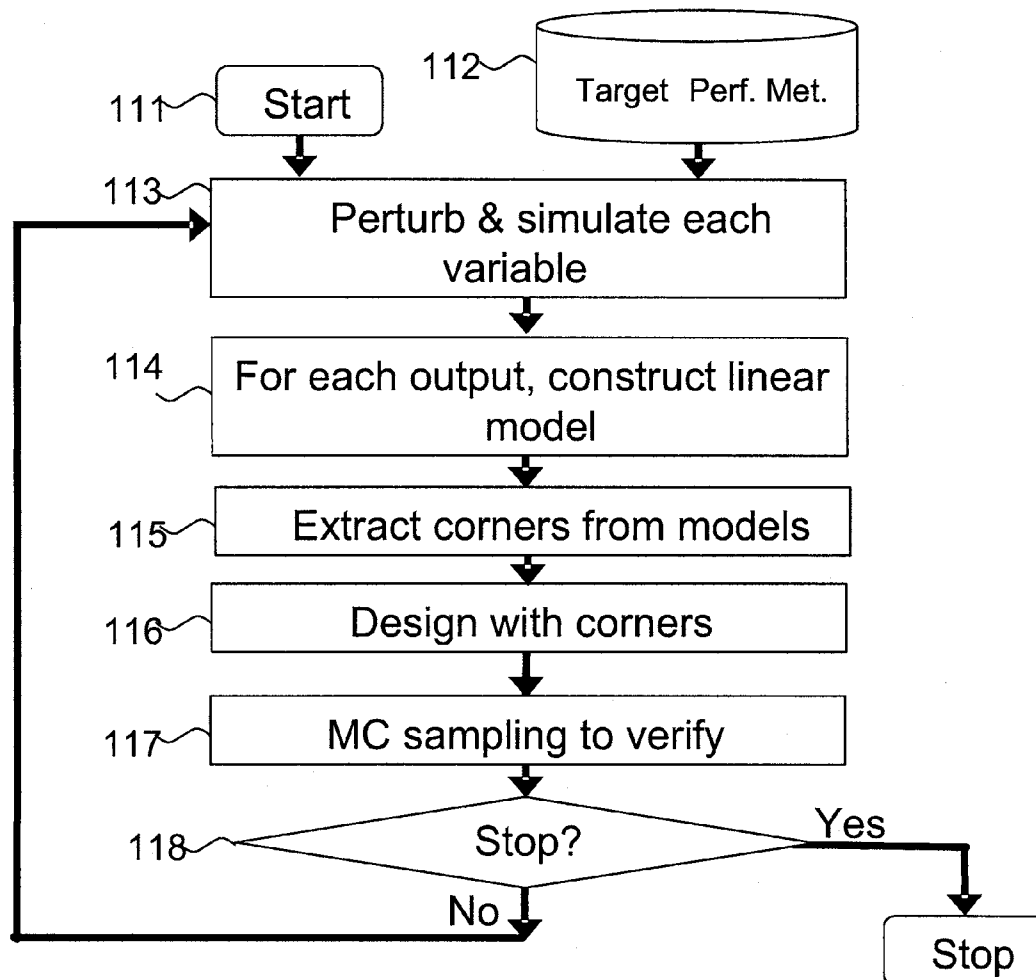 111
Start
112
Target Perf. Met.
113
Perturb & simulate each
variable
114
For each output, construct linear
model
115
Extract corners from models
116
Design with corners
117
MC sampling to verify
118
Stop?
Yes
No
Stop